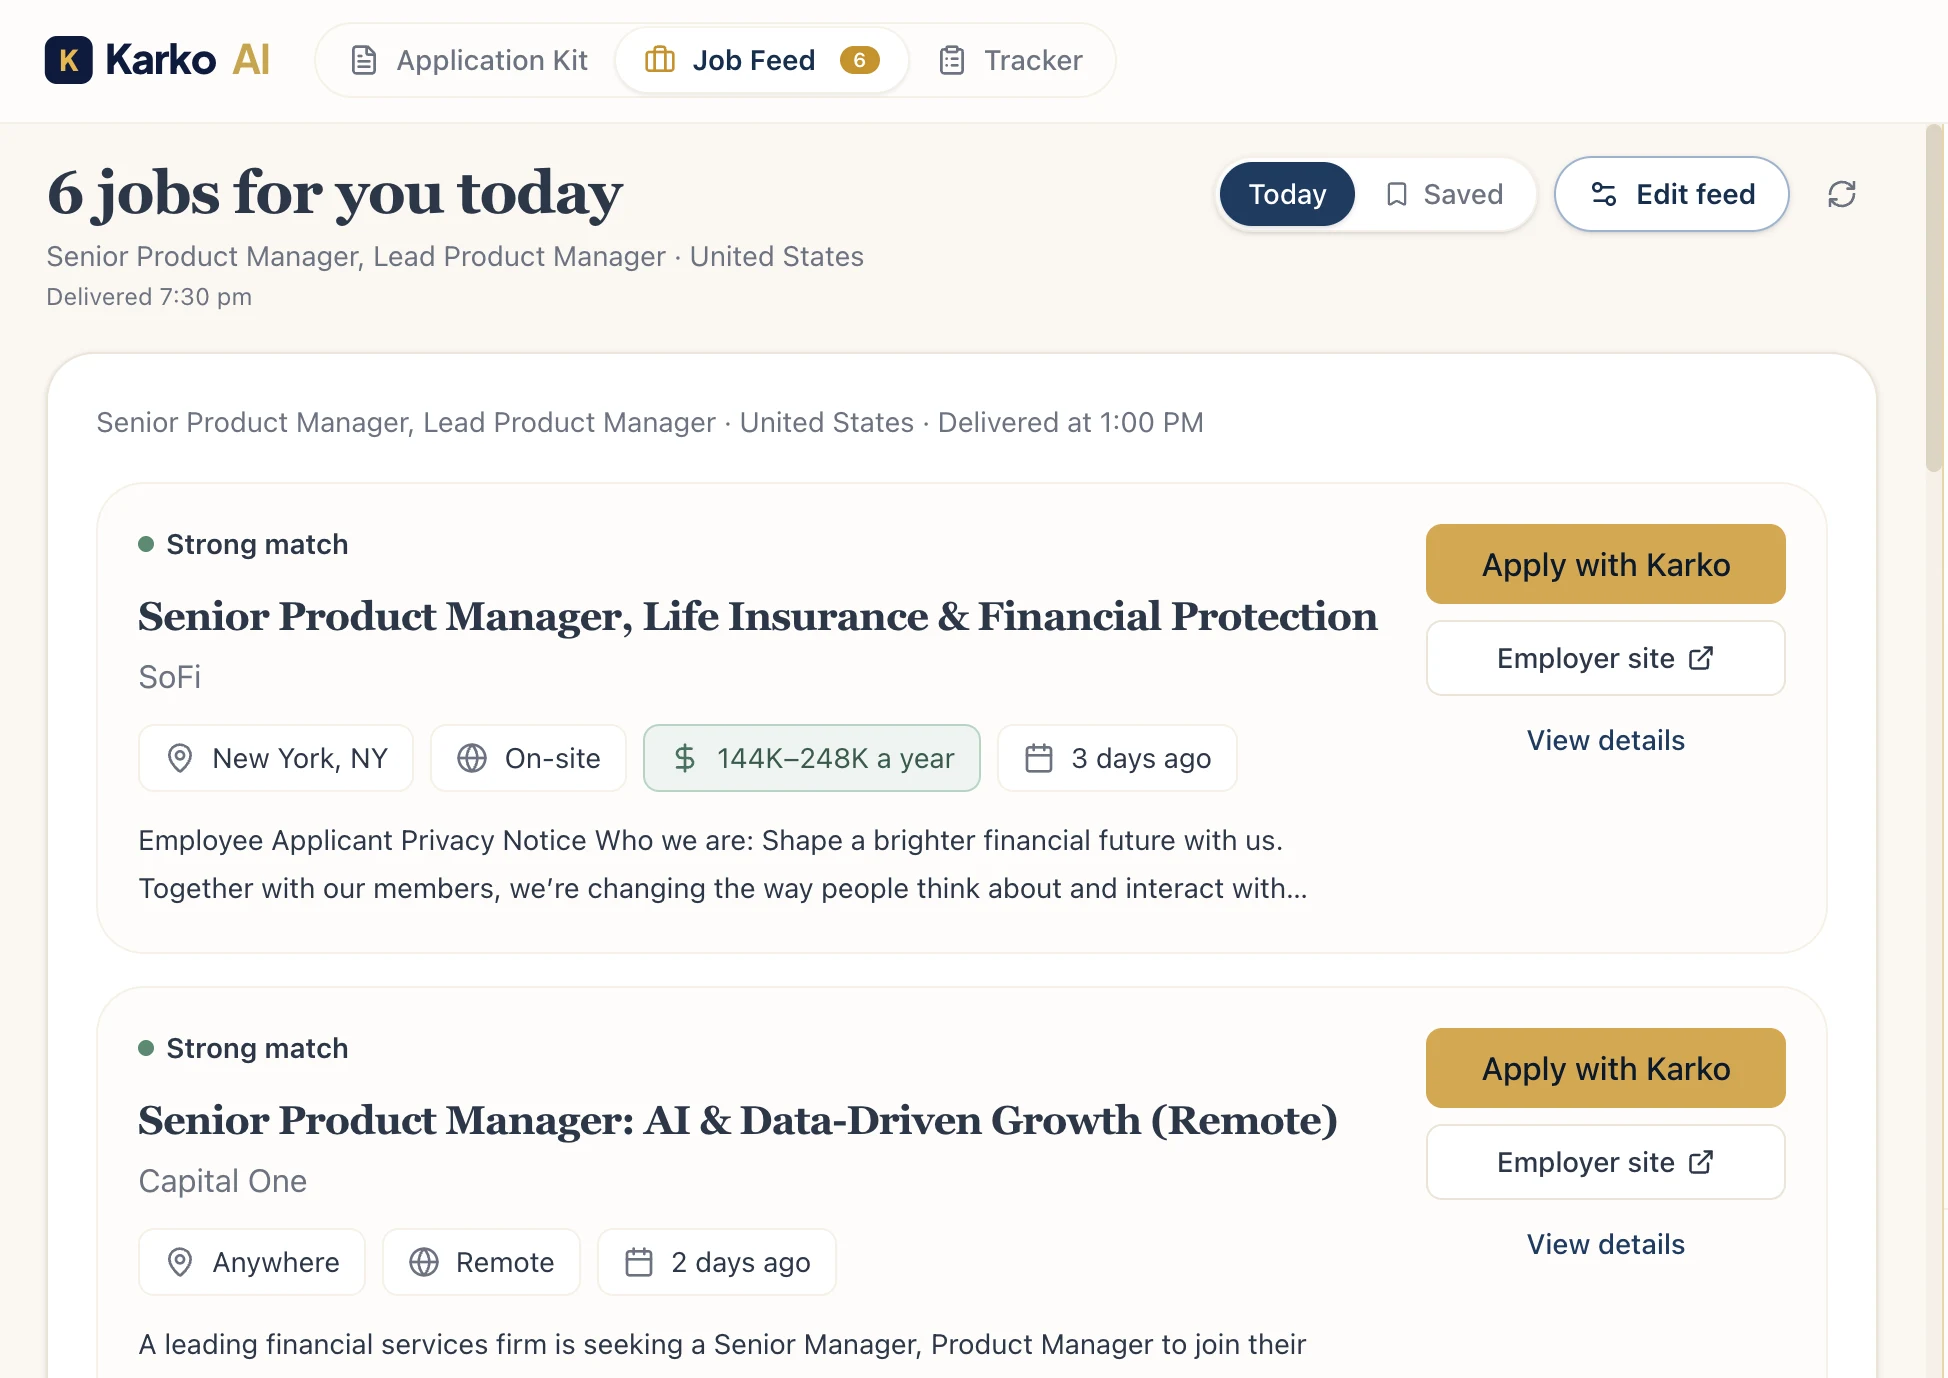 K Karko AI
Application Kit
Job Feed 6
Tracker
6 jobs for you today
Senior Product Manager, Lead Product Manager · United States
Delivered 7:30 pm
Today
Saved
Edit feed
Senior Product Manager, Lead Product Manager · United States · Delivered at 1:00 PM
Strong match
Senior Product Manager, Life Insurance & Financial Protection
SoFi
New York, NY
On-site
$ 144K–248K a year
3 days ago
Employee Applicant Privacy Notice Who we are: Shape a brighter financial future with us.
Together with our members, we’re changing the way people think about and interact with...
Apply with Karko
Employer site
View details
Strong match
Senior Product Manager: AI & Data-Driven Growth (Remote)
Capital One
Anywhere
Remote
2 days ago
A leading financial services firm is seeking a Senior Manager, Product Manager to join their
Apply with Karko
Employer site
View details